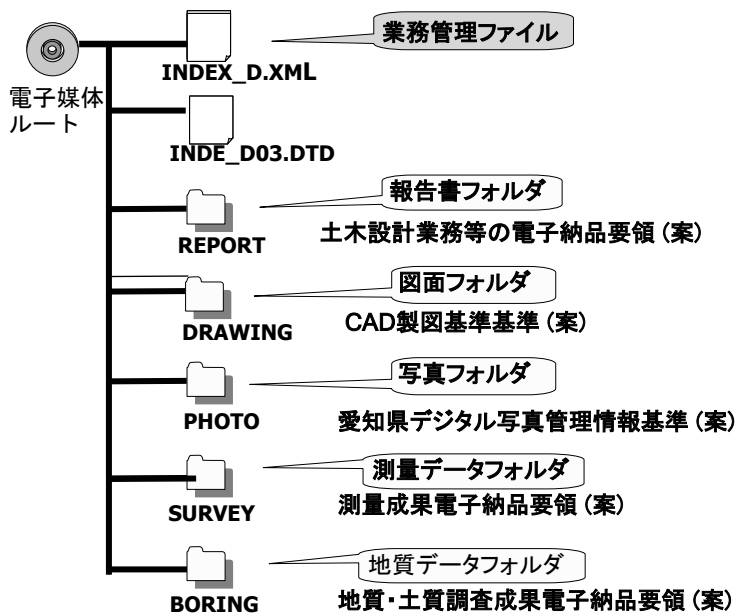 業務管理ファイル
INDEX_D.XML
電子媒体
ルート
INDE_D03.DTD
報告書フォルダ
REPORT
土木設計業務等の電子納品要領(案)
図面フォルダ
DRAWING
CAD製図基準基準(案)
写真フォルダ
PHOTO
愛知県デジタル写真管理情報基準(案)
測量データフォルダ
SURVEY
測量成果電子納品要領(案)
地質データフォルダ
BORING
地質・土質調査成果電子納品要領(案)